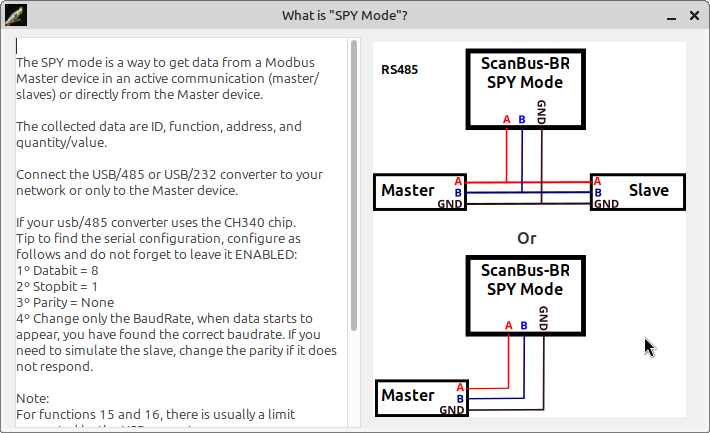 What is "SPY Mode"?
The SPY mode is a way to get data from a Modbus
Master device in an active communication (master/
slaves) or directly from the Master device.
The collected data are ID, function, address, and
quantity/value.
Connect the USB/485 or USB/232 converter to your
network or only to the Master device.
If your usb/485 converter uses the CH340 chip.
Tip to find the serial configuration, configure as
follows and do not forget to leave it ENABLED:
1º Databit = 8
2º Stopbit = 1
3º Parity = None
4º Change only the BaudRate, when data starts to
appear, you have found the correct baudrate. If you
need to simulate the slave, change the parity if it does
not respond.
Note:
For functions 15 and 16, there is usually a limit
RS485
ScanBus-BR
SPY Mode
A B GND
Master
A
B
GND
A
B
GND
Slave
Or
ScanBus-BR
SPY Mode
A B GND
Master
A
B
GND